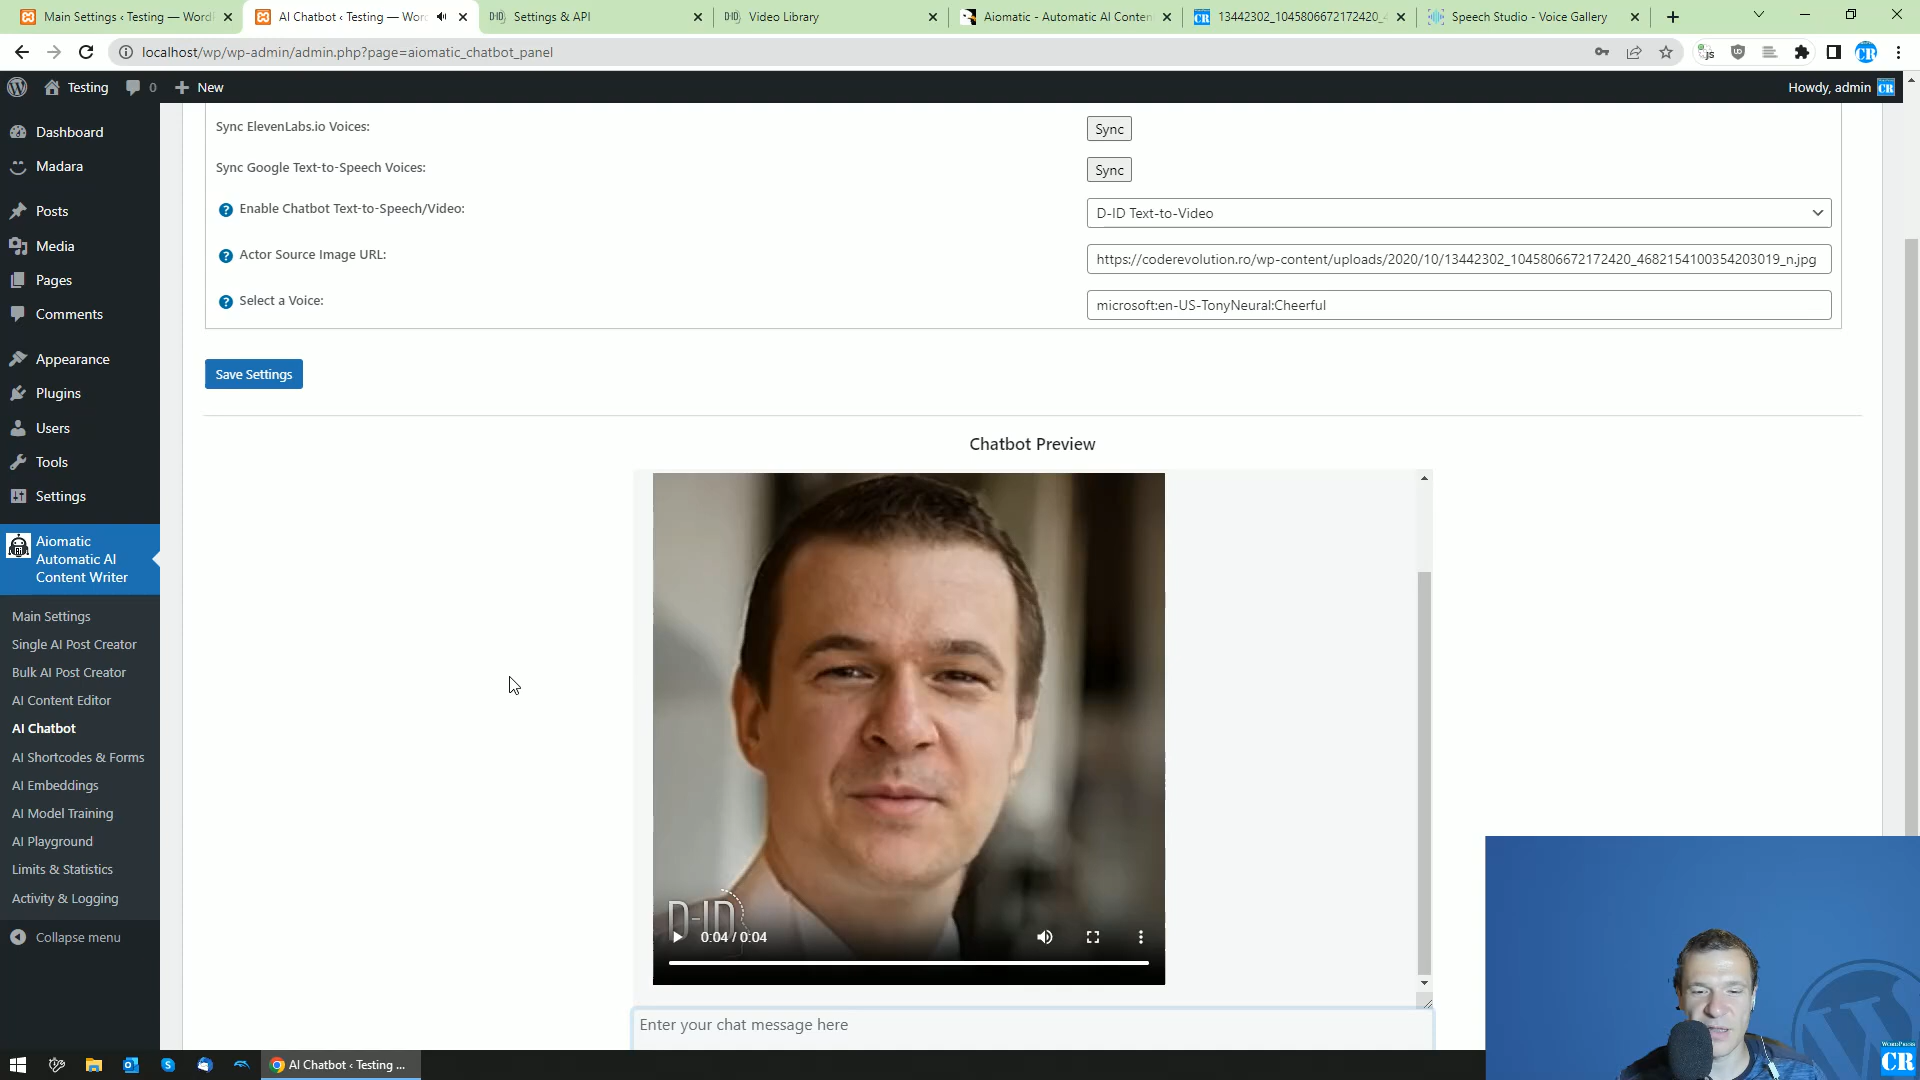 Main Settings ‹ Testing — WordP
AI Chatbot ‹ Testing — Wor
Settings & API
Video Library
Aiomatic - Automatic AI Conten
13442302_1045806672172420_4
Speech Studio - Voice Gallery
localhost/wp/wp-admin/admin.php?page=aiomatic_chatbot_panel
Testing
0
New
Howdy, admin
CR
Dashboard
Madara
Posts
Media
Pages
Comments
Appearance
Plugins
Users
Tools
Settings
Aiomatic
Automatic AI
Content Writer
Main Settings
Single AI Post Creator
Bulk AI Post Creator
AI Content Editor
AI Chatbot
AI Shortcodes & Forms
AI Embeddings
AI Model Training
AI Playground
Limits & Statistics
Activity & Logging
Collapse menu
Sync ElevenLabs.io Voices:
Sync
Sync Google Text-to-Speech Voices:
Sync
Enable Chatbot Text-to-Speech/Video:
D-ID Text-to-Video
Actor Source Image URL:
https://coderevolution.ro/wp-content/uploads/2020/10/13442302_1045806672172420_4682154100354203019_n.jpg
Select a Voice:
microsoft:en-US-TonyNeural:Cheerful
Save Settings
Chatbot Preview
D-ID
0:04 / 0:04
Enter your chat message here
AI Chatbot ‹ Testing ...
WORDPRESS
CR